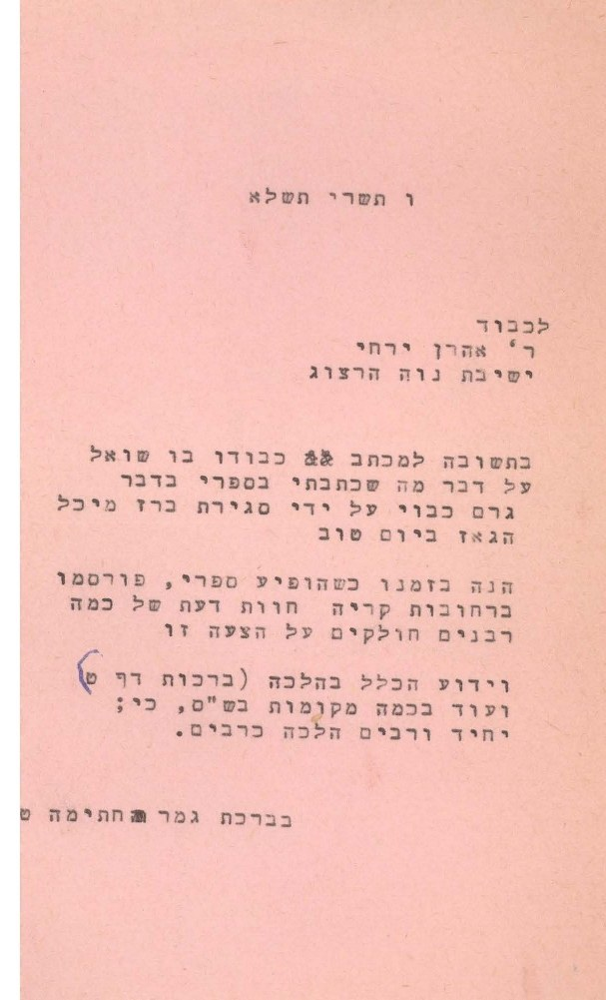 ו תשרי תשלא
לכבוד
ר' אהרן ירחי
ישיבת נוה הרצוג
בתשובה למכתב כבודו בו שואל
על דבר מה שכתבתי בספרי בדבר
גרם כבוי על ידי סגירת ברז מיכל
הגאז ביום טוב
הנה בזמנו כשהופיע ספרי, פורסמו
ברחובות קריה חוות דעת של כמה
רבנים חולקים על הצעה זו
וידוע הכלל בהלכה (ברכות דף ט)
ועוד בכמה מקומות בש"ס, כי;
יחיד ורבים הלכה כרבים.
בברכת גמר חתימה ט